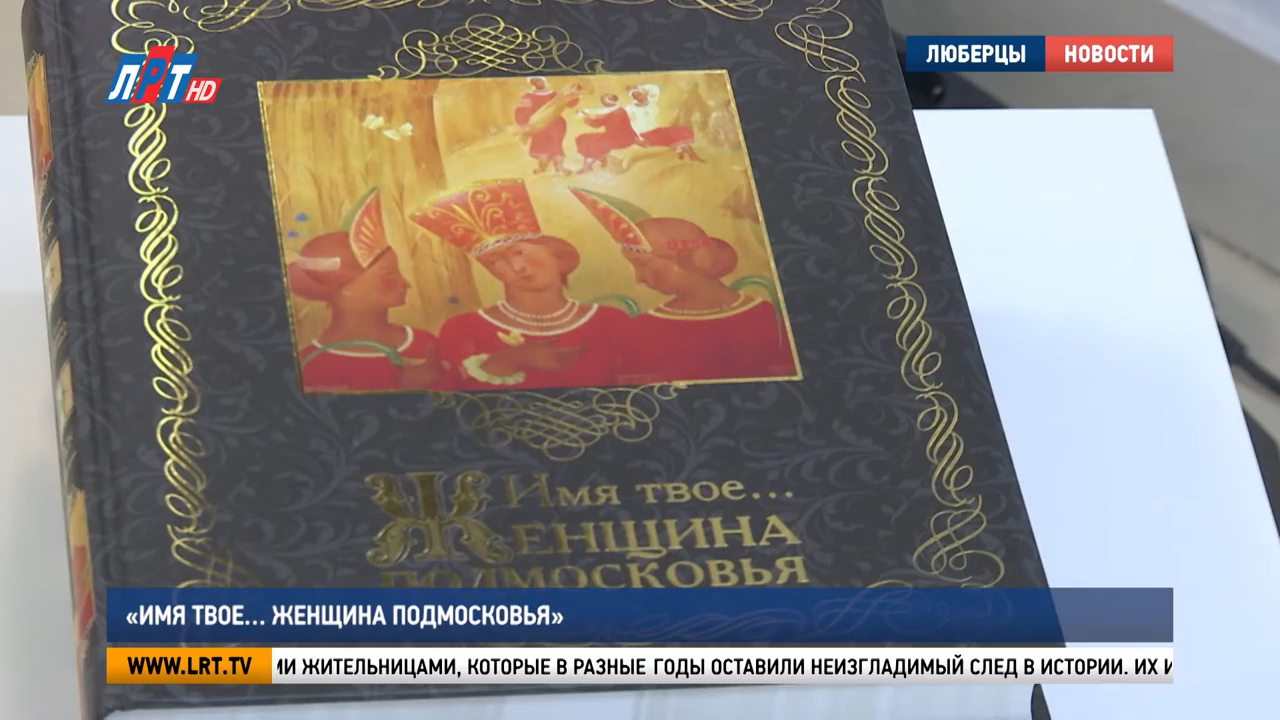 ЛРТ HD
ЛЮБЕРЦЫ НОВОСТИ
Имя твое...
Женщина
Подмосковья
«ИМЯ ТВОЕ... ЖЕНЩИНА ПОДМОСКОВЬЯ»
WWW.LRT.TV
ЖИТЕЛЬНИЦАМИ, КОТОРЫЕ В РАЗНЫЕ ГОДЫ ОСТАВИЛИ НЕИЗГЛАДИМЫЙ СЛЕД В ИСТОРИИ. ИХ